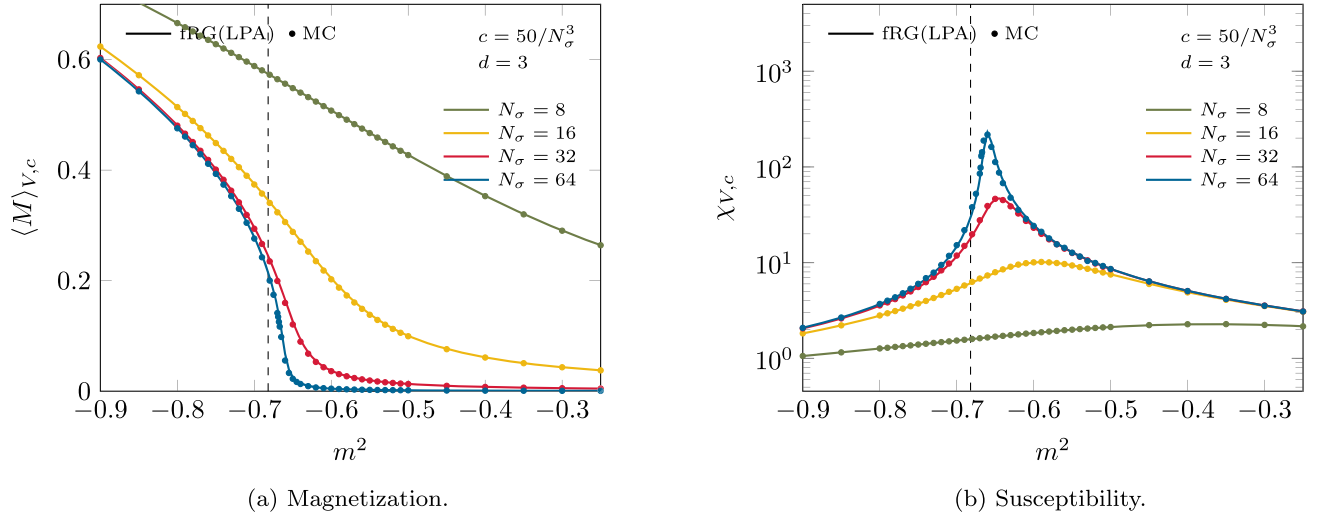 fRG(LPA) MC
c = 50/N_σ^3
d = 3
N_σ = 8
N_σ = 16
N_σ = 32
N_σ = 64
⟨M⟩_{V,c}
0.6
0.4
0.2
0
−0.9 −0.8 −0.7 −0.6 −0.5 −0.4 −0.3
m^2
(a) Magnetization.
fRG(LPA) MC
c = 50/N_σ^3
d = 3
N_σ = 8
N_σ = 16
N_σ = 32
N_σ = 64
χ_{V,c}
10^3
10^2
10^1
10^0
−0.9 −0.8 −0.7 −0.6 −0.5 −0.4 −0.3
m^2
(b) Susceptibility.